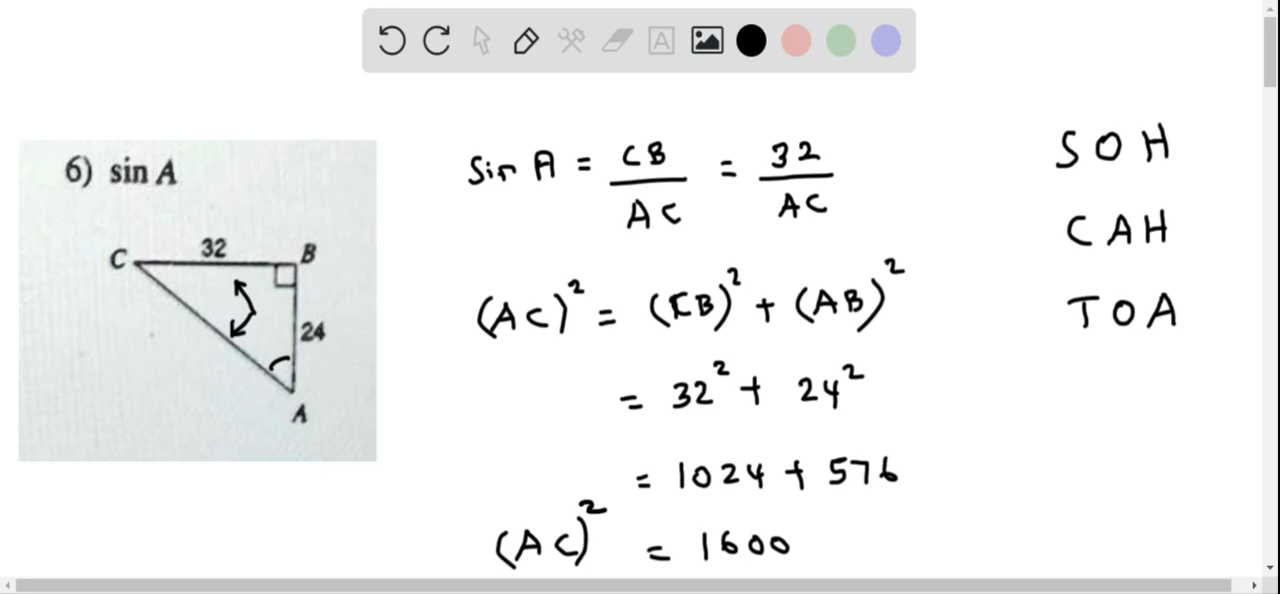 6) sin A
C 32 B
24
A
Sin A = CB/AC = 32/AC
(AC)² = (CB)² + (AB)²
= 32² + 24²
= 1024 + 576
(AC)² = 1600
SOH
CAH
TOA
A